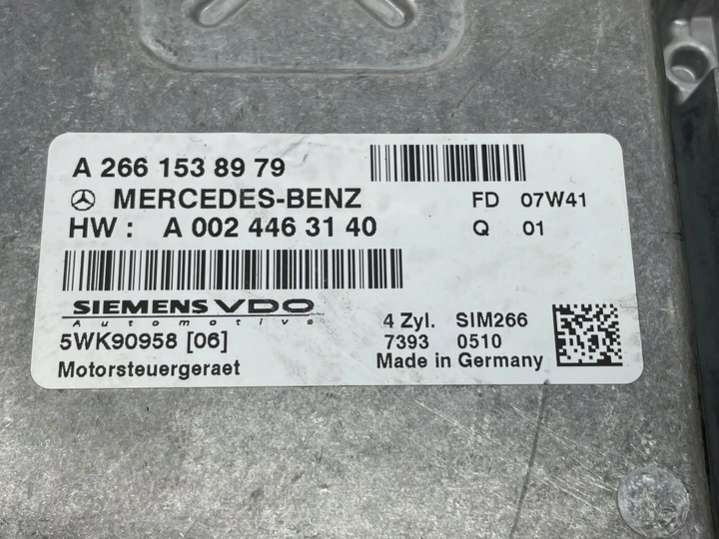 A 266 153 89 79
MERCEDES-BENZ
FD 07W41
HW : A 002 446 31 40
Q 01
SIEMENS VDO
Automotive
4 Zyl. SIM266
5WK90958 [06]
7393 0510
Motorsteuergeraet
Made in Germany